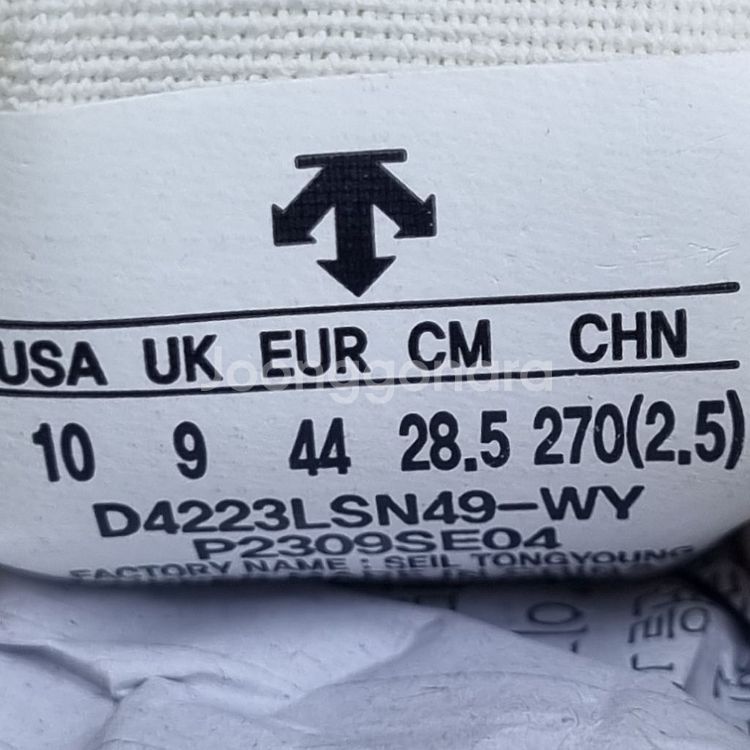 USA UK EUR CM CHN
Joonggonara
10 9 44 28.5 270(2.5)
D4223LSN49-WY
P2309SE04
FACTORY NAME : SEIL TONGYOUNG